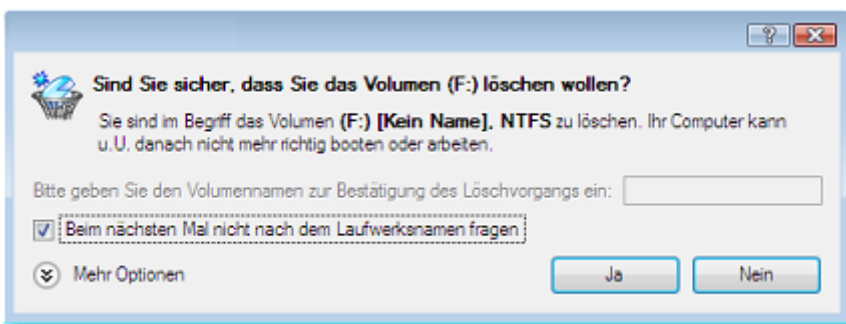 Sind Sie sicher, dass Sie das Volumen (F:) löschen wollen?
Sie sind im Begriff das Volumen (F:) [Kein Name], NTFS zu löschen. Ihr Computer kann
u.U. danach nicht mehr richtig booten oder arbeiten.
Bitte geben Sie den Volumennamen zur Bestätigung des Löschvorgangs ein:
Beim nächsten Mal nicht nach dem Laufwerksnamen fragen
Mehr Optionen Ja Nein